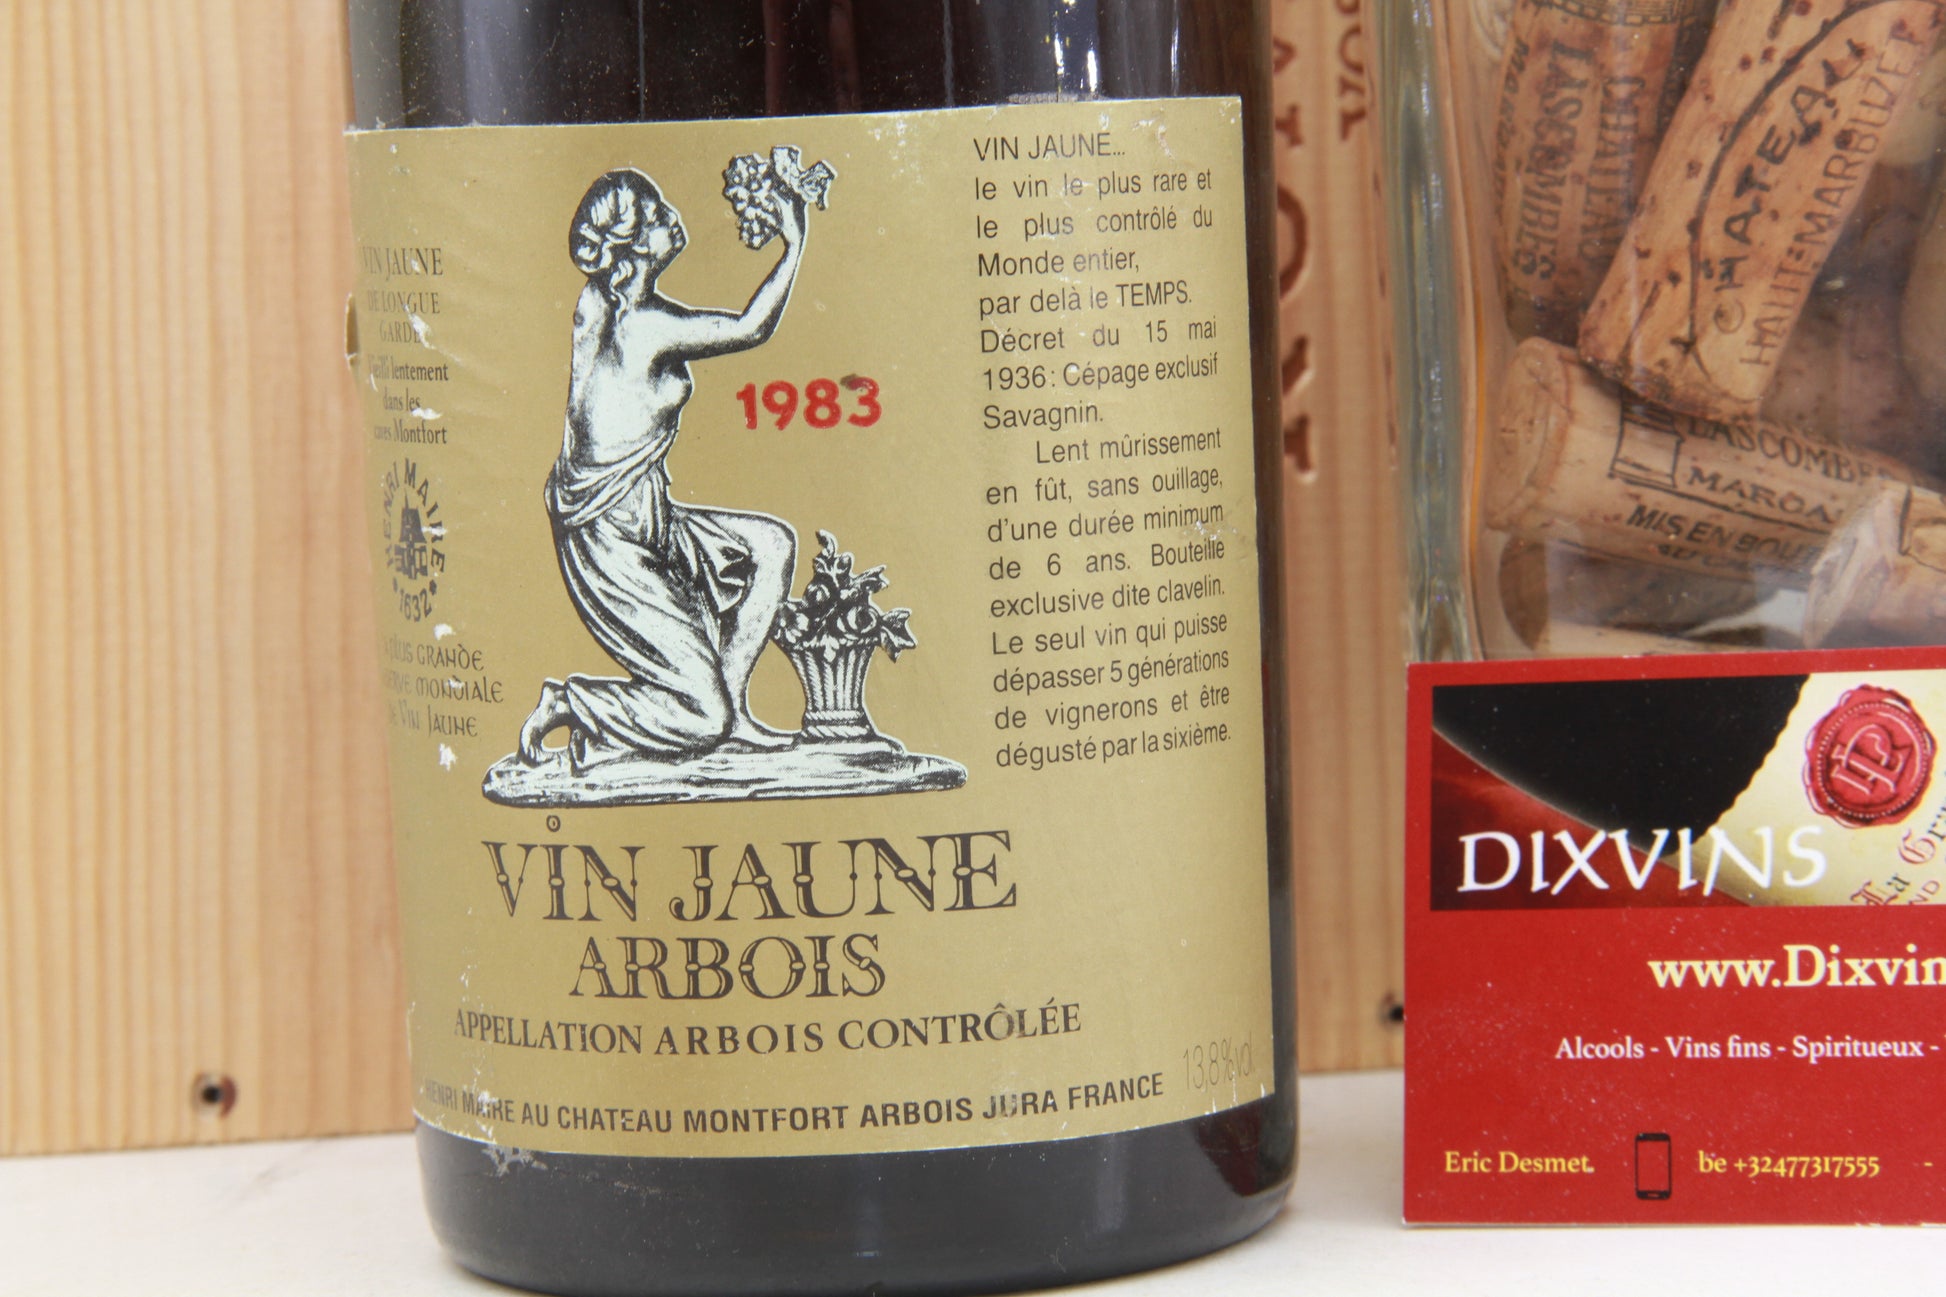 VIN JAUNE
DE LONGUE
GARDE
Vieilli lentement
dans les
caves Montfort
HENRI MAIRE
1632
PLUS GRANDE
MONDIALE
VIN JAUNE
1983
VIN JAUNE...
le vin le plus rare et
le plus contrôlé du
Monde entier,
par delà le TEMPS.
Décret du 15 mai
1936: Cépage exclusif
Savagnin.
Lent mûrissement
en fût, sans ouillage,
d'une durée minimum
de 6 ans. Bouteille
exclusive dite clavelin.
Le seul vin qui puisse
dépasser 5 générations
de vignerons et être
dégusté par la sixième.
VIN JAUNE
ARBOIS
APPELLATION ARBOIS CONTRÔLÉE
13,8%vol.
HENRI MAIRE AU CHATEAU MONTFORT ARBOIS JURA FRANCE
LASCOMBES
CHATEAU
CHATEAU
HAUT-MARBUZET
LASCOMBES
MARGA
MIS EN BOUT
DIXVINS
La Gr
www.Dixvin
Alcools - Vins fins - Spiritueux -
Eric Desmet. be +32477317555 -